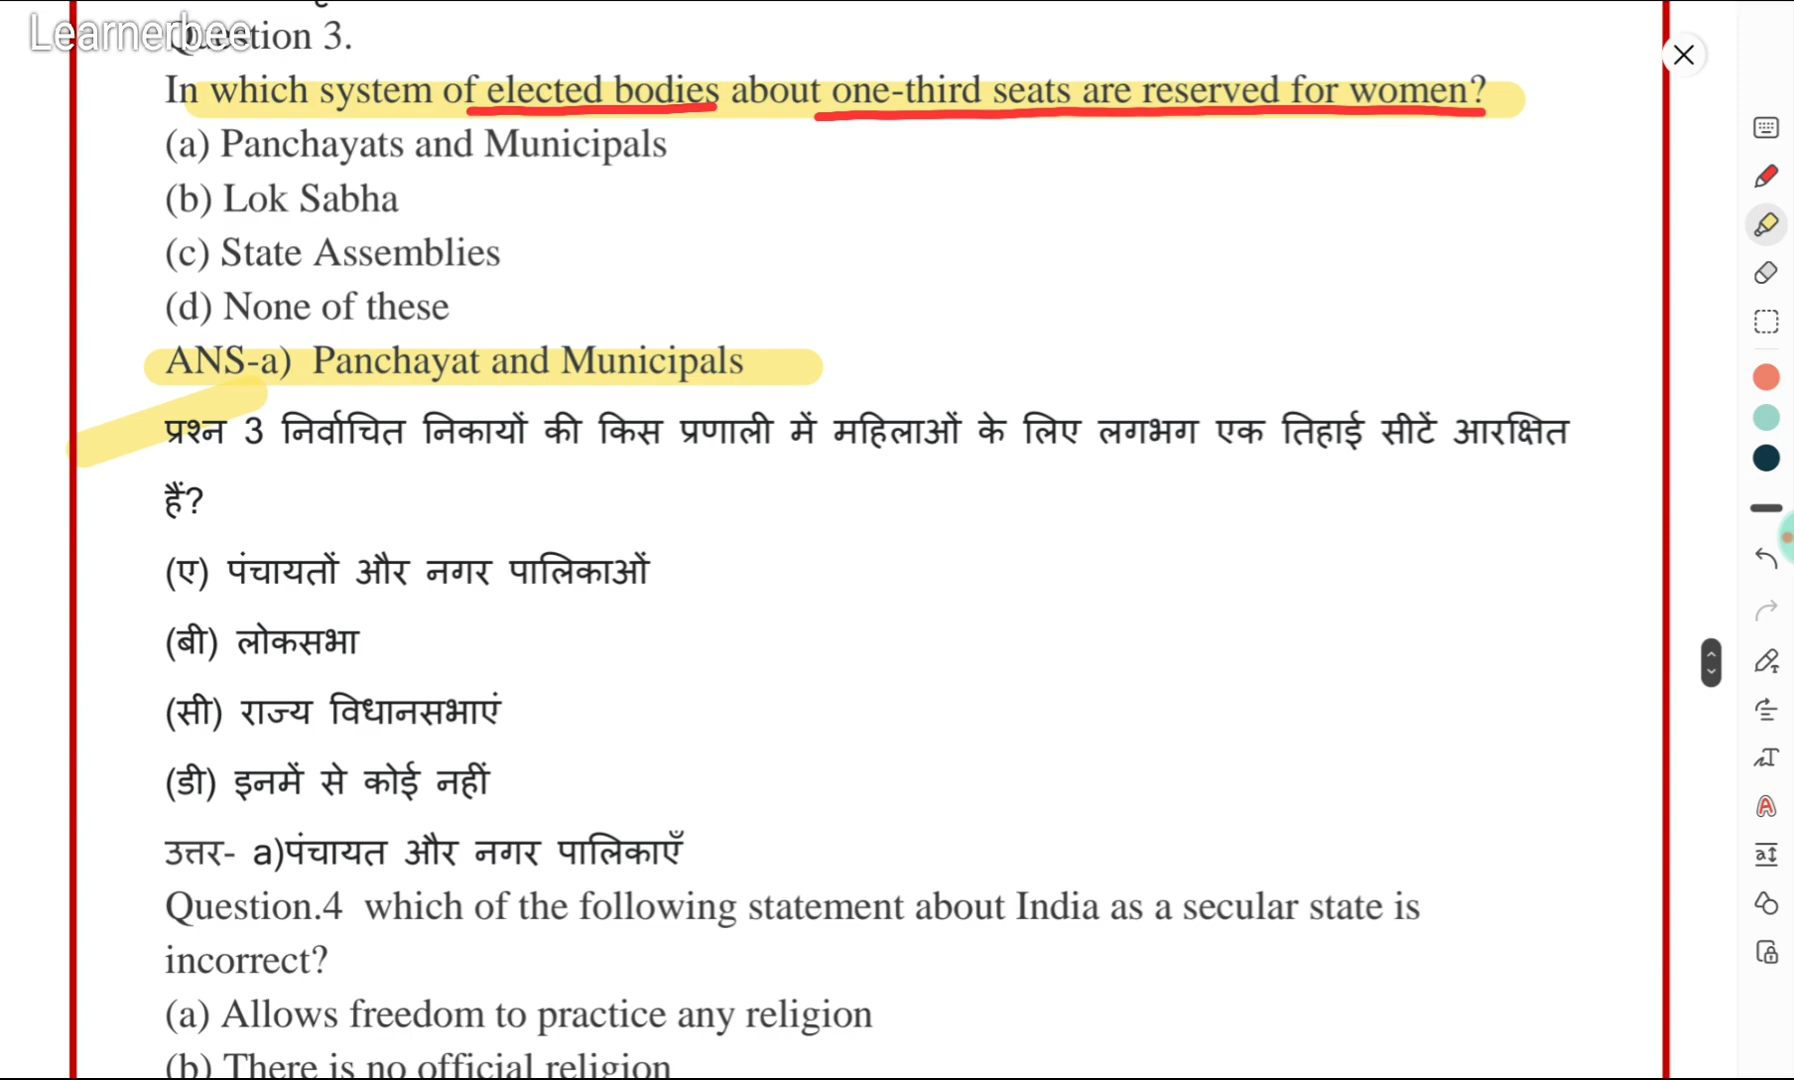 Learnerbee
Question 3.
In which system of elected bodies about one-third seats are reserved for women?
(a) Panchayats and Municipals
(b) Lok Sabha
(c) State Assemblies
(d) None of these
ANS-a) Panchayat and Municipals
प्रश्न 3 निर्वाचित निकायों की किस प्रणाली में महिलाओं के लिए लगभग एक तिहाई सीटें आरक्षित
हैं?
(ए) पंचायतों और नगर पालिकाओं
(बी) लोकसभा
(सी) राज्य विधानसभाएं
(डी) इनमें से कोई नहीं
उत्तर- a)पंचायत और नगर पालिकाएँ
Question.4 which of the following statement about India as a secular state is
incorrect?
(a) Allows freedom to practice any religion
(b) There is no official religion